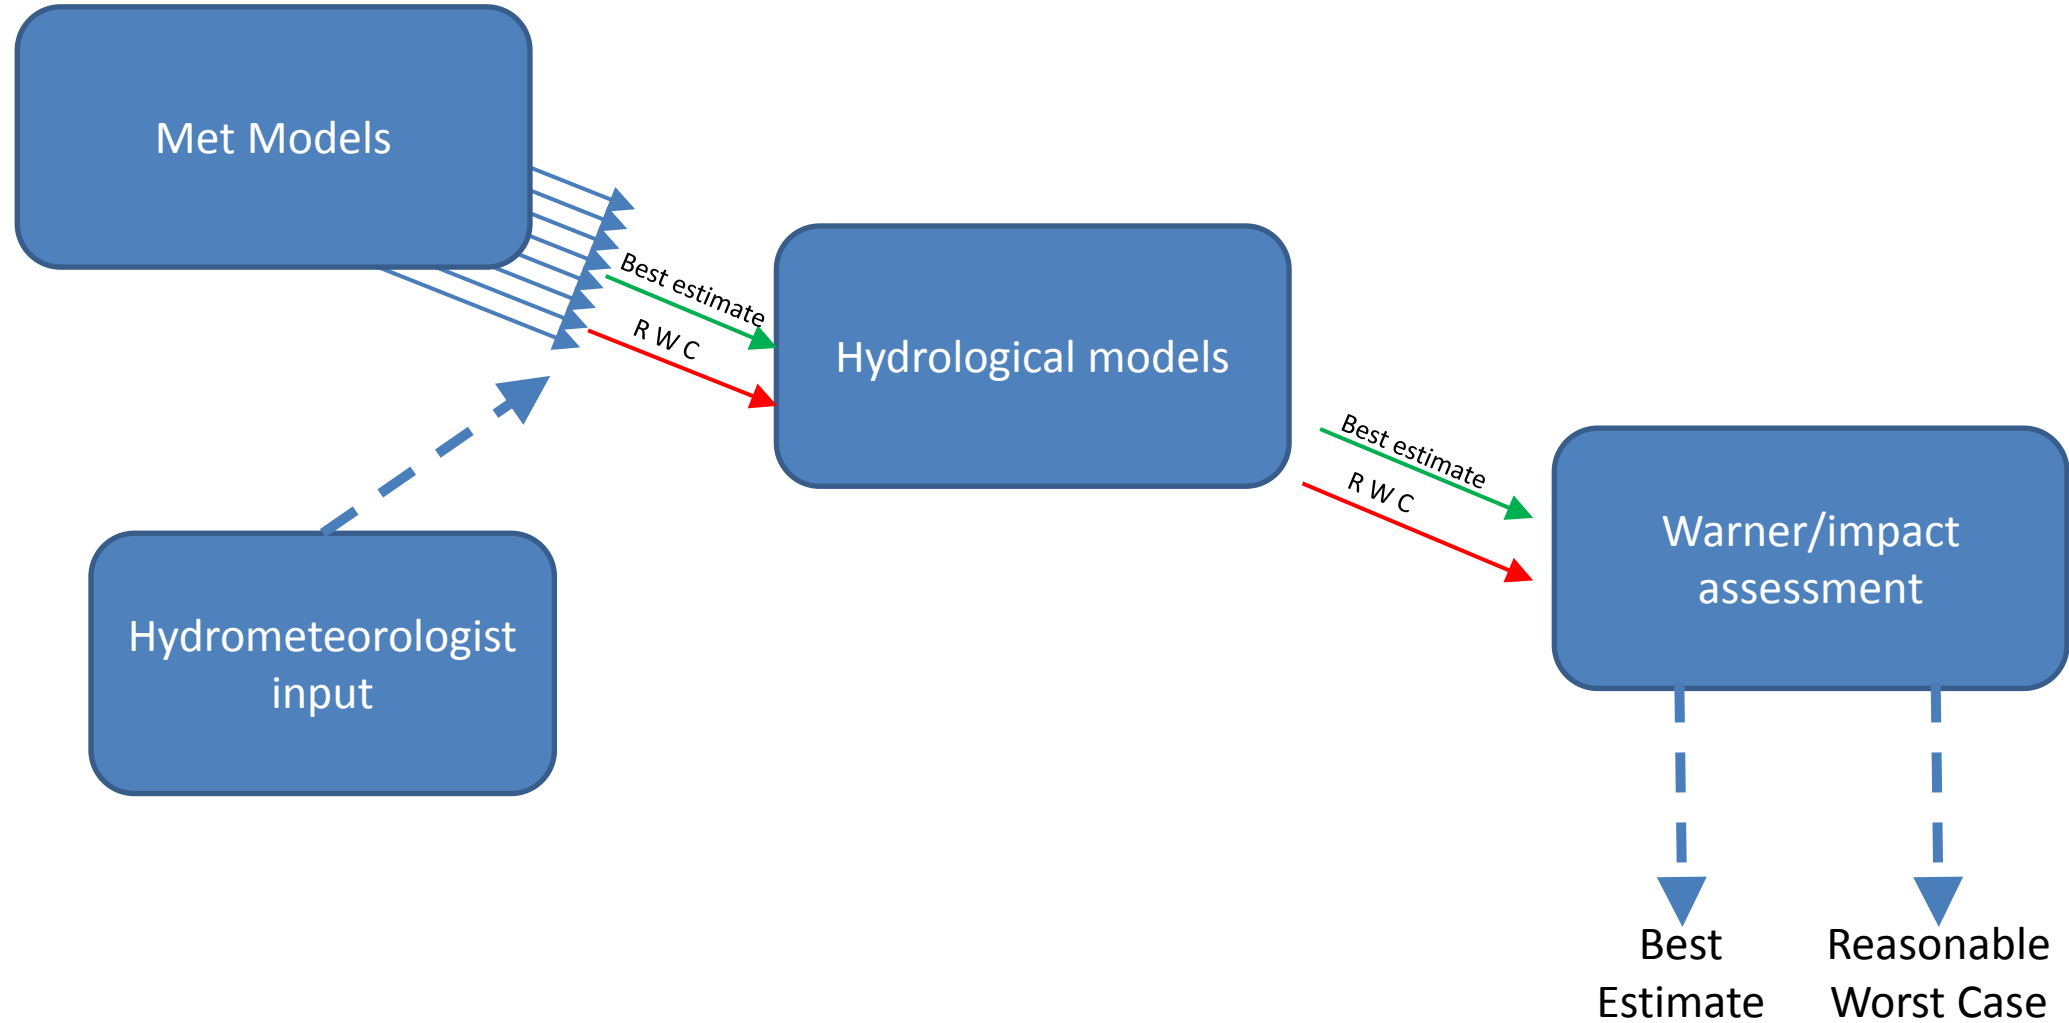 Met Models
Best estimate
R W C
Hydrological models
Best estimate
R W C
Warner/impact
assessment
Hydrometeorologist
input
Best
Estimate
Reasonable
Worst Case